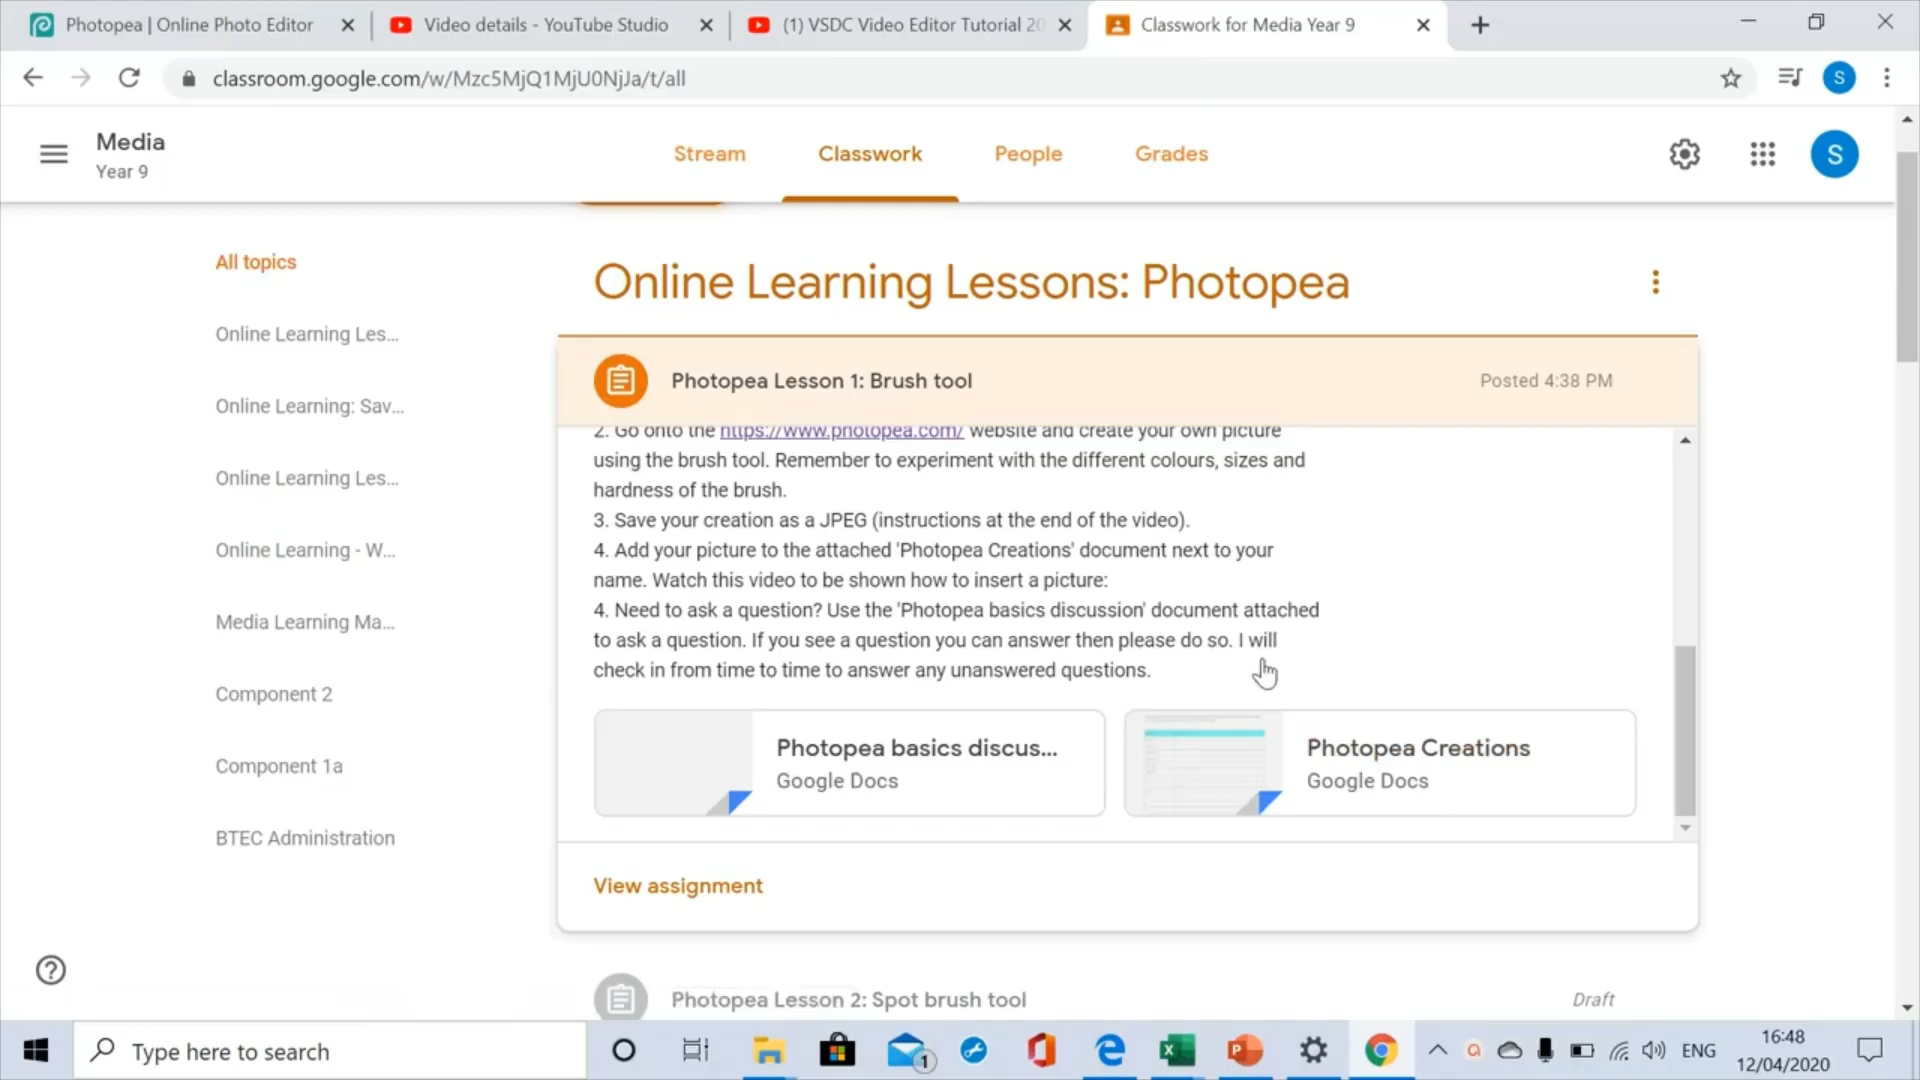 Photopea | Online Photo Editor
Video details - YouTube Studio
(1) VSDC Video Editor Tutorial 20
Classwork for Media Year 9
classroom.google.com/w/Mzc5MjQ1MjU0NjJa/t/all
S
Media
Year 9
Stream
Classwork
People
Grades
S
All topics
Online Learning Les...
Online Learning: Sav...
Online Learning Les...
Online Learning - W...
Media Learning Ma...
Component 2
Component 1a
BTEC Administration
Online Learning Lessons: Photopea
Photopea Lesson 1: Brush tool
Posted 4:38 PM
2. Go onto the https://www.photopea.com/ website and create your own picture
using the brush tool. Remember to experiment with the different colours, sizes and
hardness of the brush.
3. Save your creation as a JPEG (instructions at the end of the video).
4. Add your picture to the attached 'Photopea Creations' document next to your
name. Watch this video to be shown how to insert a picture:
4. Need to ask a question? Use the 'Photopea basics discussion' document attached
to ask a question. If you see a question you can answer then please do so. I will
check in from time to time to answer any unanswered questions.
Photopea basics discus...
Google Docs
Photopea Creations
Google Docs
View assignment
Photopea Lesson 2: Spot brush tool
Draft
Type here to search
1
ENG
16:48
12/04/2020